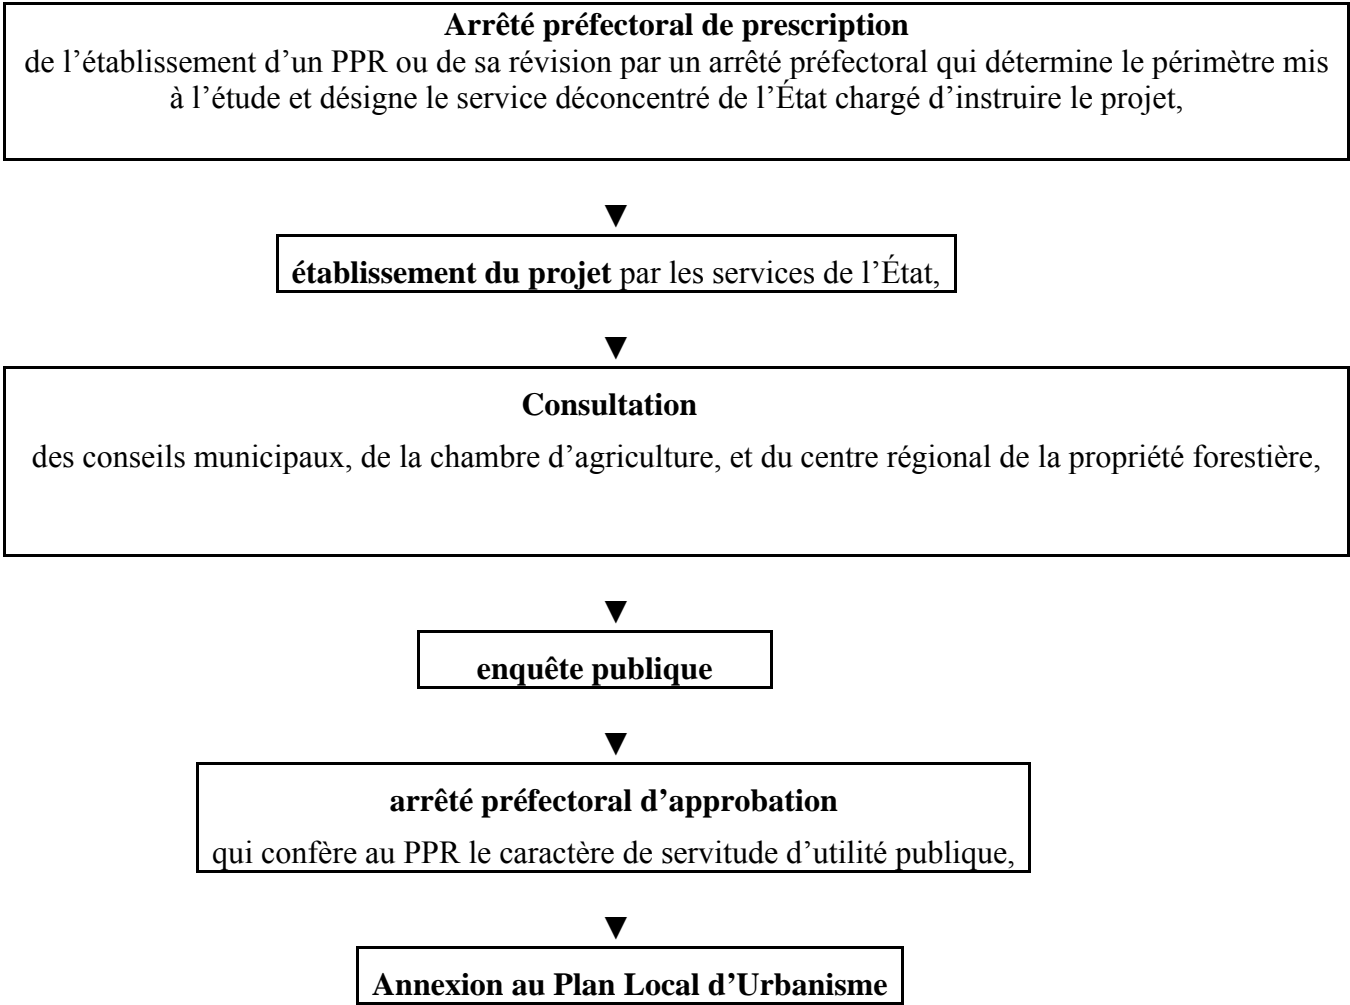 Arrêté préfectoral de prescription
de l’établissement d’un PPR ou de sa révision par un arrêté préfectoral qui détermine le périmètre mis
à l’étude et désigne le service déconcentré de l’État chargé d’instruire le projet,
établissement du projet par les services de l’État,
Consultation
des conseils municipaux, de la chambre d’agriculture, et du centre régional de la propriété forestière,
enquête publique
arrêté préfectoral d’approbation
qui confère au PPR le caractère de servitude d’utilité publique,
Annexion au Plan Local d’Urbanisme